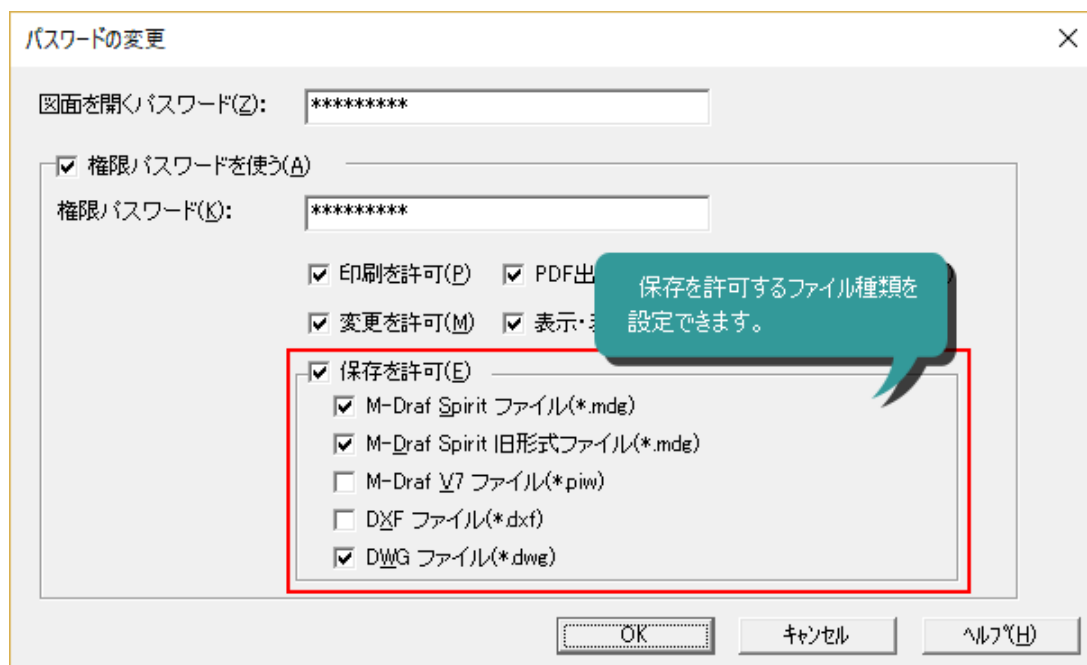 パスワードの変更
図面を開くパスワード(Z): *********
権限パスワードを使う(A)
権限パスワード(K): *********
印刷を許可(P) PDF出
変更を許可(M) 表示・
保存を許可するファイル種類を
設定できます。
保存を許可(E)
M-Draf Spirit ファイル(*.mdg)
M-Draf Spirit 旧形式ファイル(*.mdg)
M-Draf V7 ファイル(*.piw)
DXF ファイル(*.dxf)
DWG ファイル(*.dwg)
OK キャンセル ヘルプ(H)